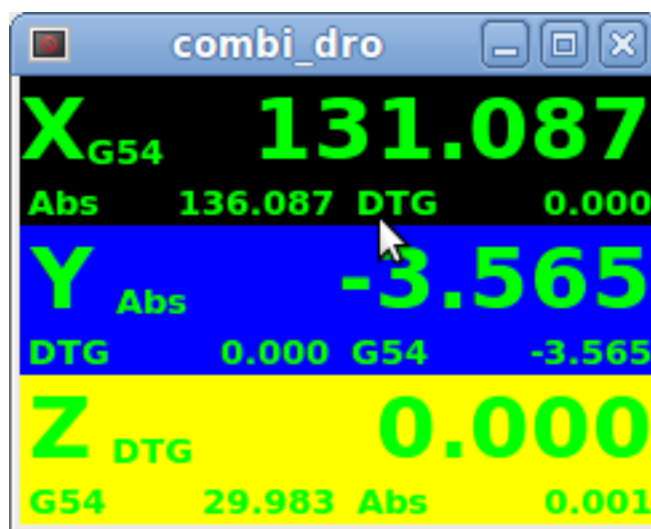 combi_dro
X G54 131.087
Abs 136.087 DTG 0.000
Y Abs -3.565
DTG 0.000 G54 -3.565
Z DTG 0.000
G54 29.983 Abs 0.001